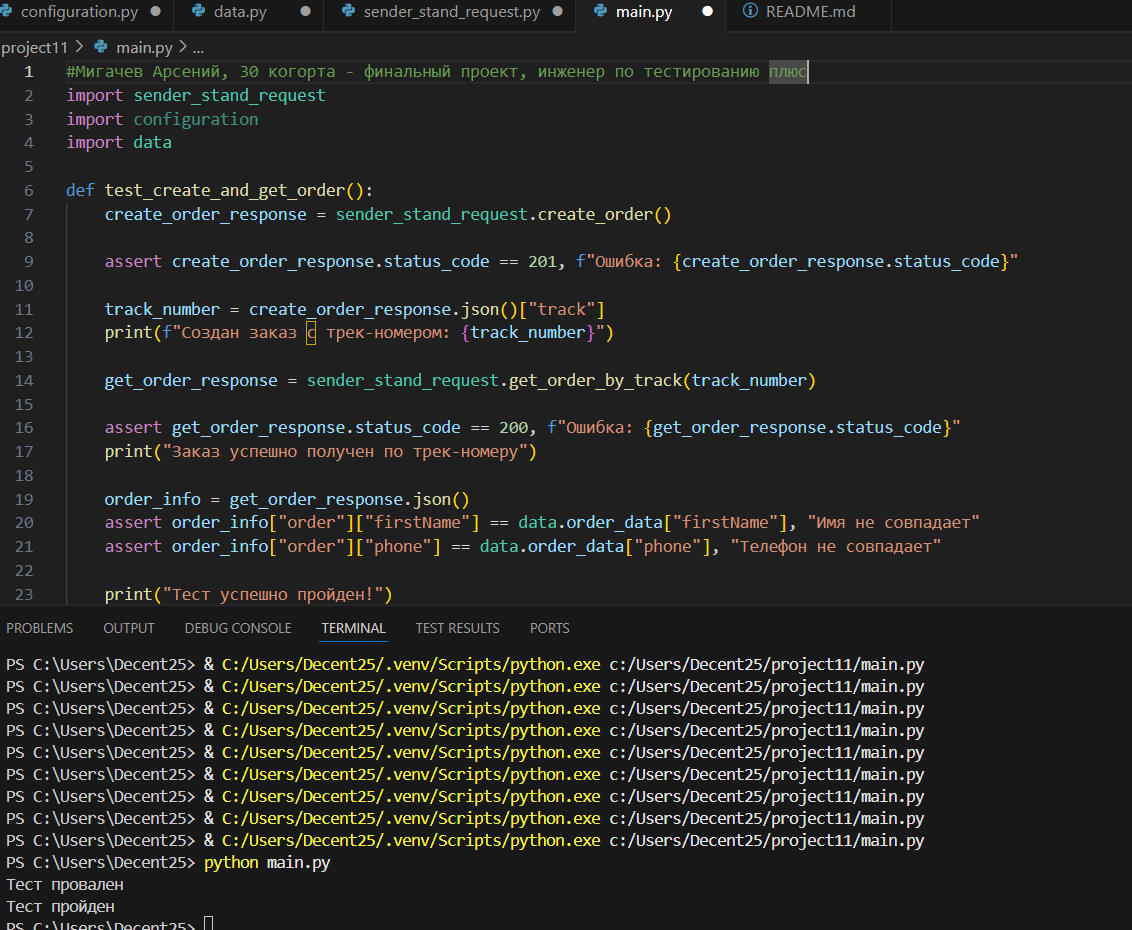 configuration.py data.py sender_stand_request.py main.py README.md
project11 > main.py > ...
1 #Мигачев Арсений, 30 когорта - финальный проект, инженер по тестированию плюс
2 import sender_stand_request
3 import configuration
4 import data
5
6 def test_create_and_get_order():
7 create_order_response = sender_stand_request.create_order()
8
9 assert create_order_response.status_code == 201, f"Ошибка: {create_order_response.status_code}"
10
11 track_number = create_order_response.json()["track"]
12 print(f"Создан заказ с трек-номером: {track_number}")
13
14 get_order_response = sender_stand_request.get_order_by_track(track_number)
15
16 assert get_order_response.status_code == 200, f"Ошибка: {get_order_response.status_code}"
17 print("Заказ успешно получен по трек-номеру")
18
19 order_info = get_order_response.json()
20 assert order_info["order"]["firstName"] == data.order_data["firstName"], "Имя не совпадает"
21 assert order_info["order"]["phone"] == data.order_data["phone"], "Телефон не совпадает"
22
23 print("Тест успешно пройден!")
PROBLEMS OUTPUT DEBUG CONSOLE TERMINAL TEST RESULTS PORTS
PS C:\Users\Decent25> & C:/Users/Decent25/.venv/Scripts/python.exe c:/Users/Decent25/project11/main.py
PS C:\Users\Decent25> & C:/Users/Decent25/.venv/Scripts/python.exe c:/Users/Decent25/project11/main.py
PS C:\Users\Decent25> & C:/Users/Decent25/.venv/Scripts/python.exe c:/Users/Decent25/project11/main.py
PS C:\Users\Decent25> & C:/Users/Decent25/.venv/Scripts/python.exe c:/Users/Decent25/project11/main.py
PS C:\Users\Decent25> & C:/Users/Decent25/.venv/Scripts/python.exe c:/Users/Decent25/project11/main.py
PS C:\Users\Decent25> & C:/Users/Decent25/.venv/Scripts/python.exe c:/Users/Decent25/project11/main.py
PS C:\Users\Decent25> & C:/Users/Decent25/.venv/Scripts/python.exe c:/Users/Decent25/project11/main.py
PS C:\Users\Decent25> & C:/Users/Decent25/.venv/Scripts/python.exe c:/Users/Decent25/project11/main.py
PS C:\Users\Decent25> & C:/Users/Decent25/.venv/Scripts/python.exe c:/Users/Decent25/project11/main.py
PS C:\Users\Decent25> python main.py
Тест провален
Тест пройден
PS C:\Users\Decent25>